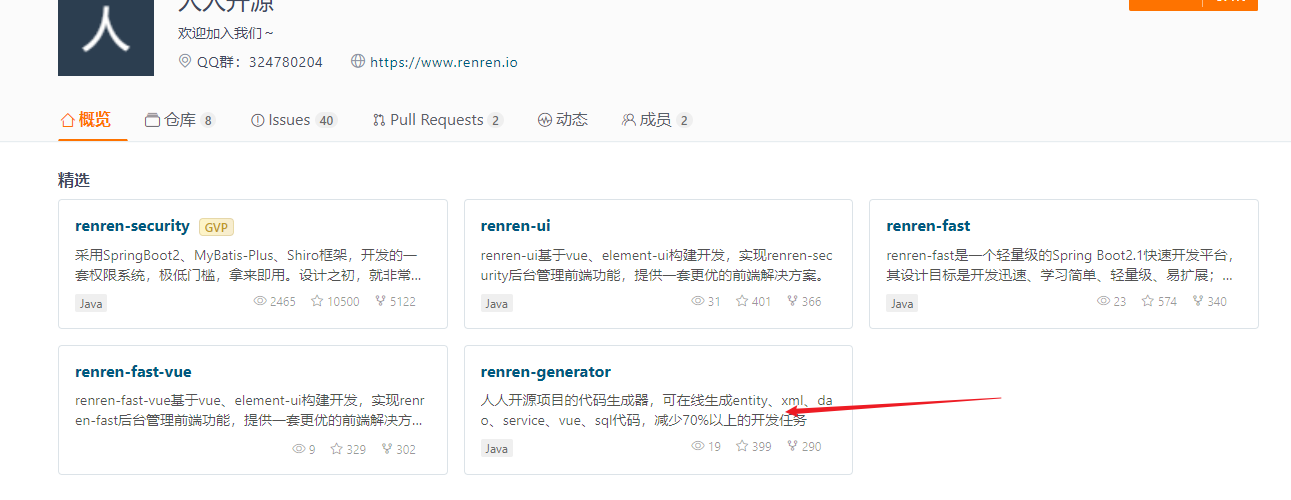 人人开源
人
欢迎加入我们~
QQ群：324780204 https://www.renren.io
概览 仓库 8 Issues 40 Pull Requests 2 动态 成员 2
精选
renren-security GVP
采用SpringBoot2、MyBatis-Plus、Shiro框架，开发的一
套权限系统，极低门槛，拿来即用。设计之初，就非常...
Java 2465 10500 5122
renren-ui
renren-ui基于vue、element-ui构建开发，实现renren-sec
urity后台管理前端功能，提供一套更优的前端解决方案。
Java 31 401 366
renren-fast
renren-fast是一个轻量级的Spring Boot2.1快速开发平台，
其设计目标是开发迅速、学习简单、轻量级、易扩展；...
Java 23 574 340
renren-fast-vue
renren-fast-vue基于vue、element-ui构建开发，实现renr
en-fast后台管理前端功能，提供一套更优的前端解决方...
9 329 302
renren-generator
人人开源项目的代码生成器，可在线生成entity、xml、da
o、service、vue、sql代码，减少70%以上的开发任务
Java 19 399 290